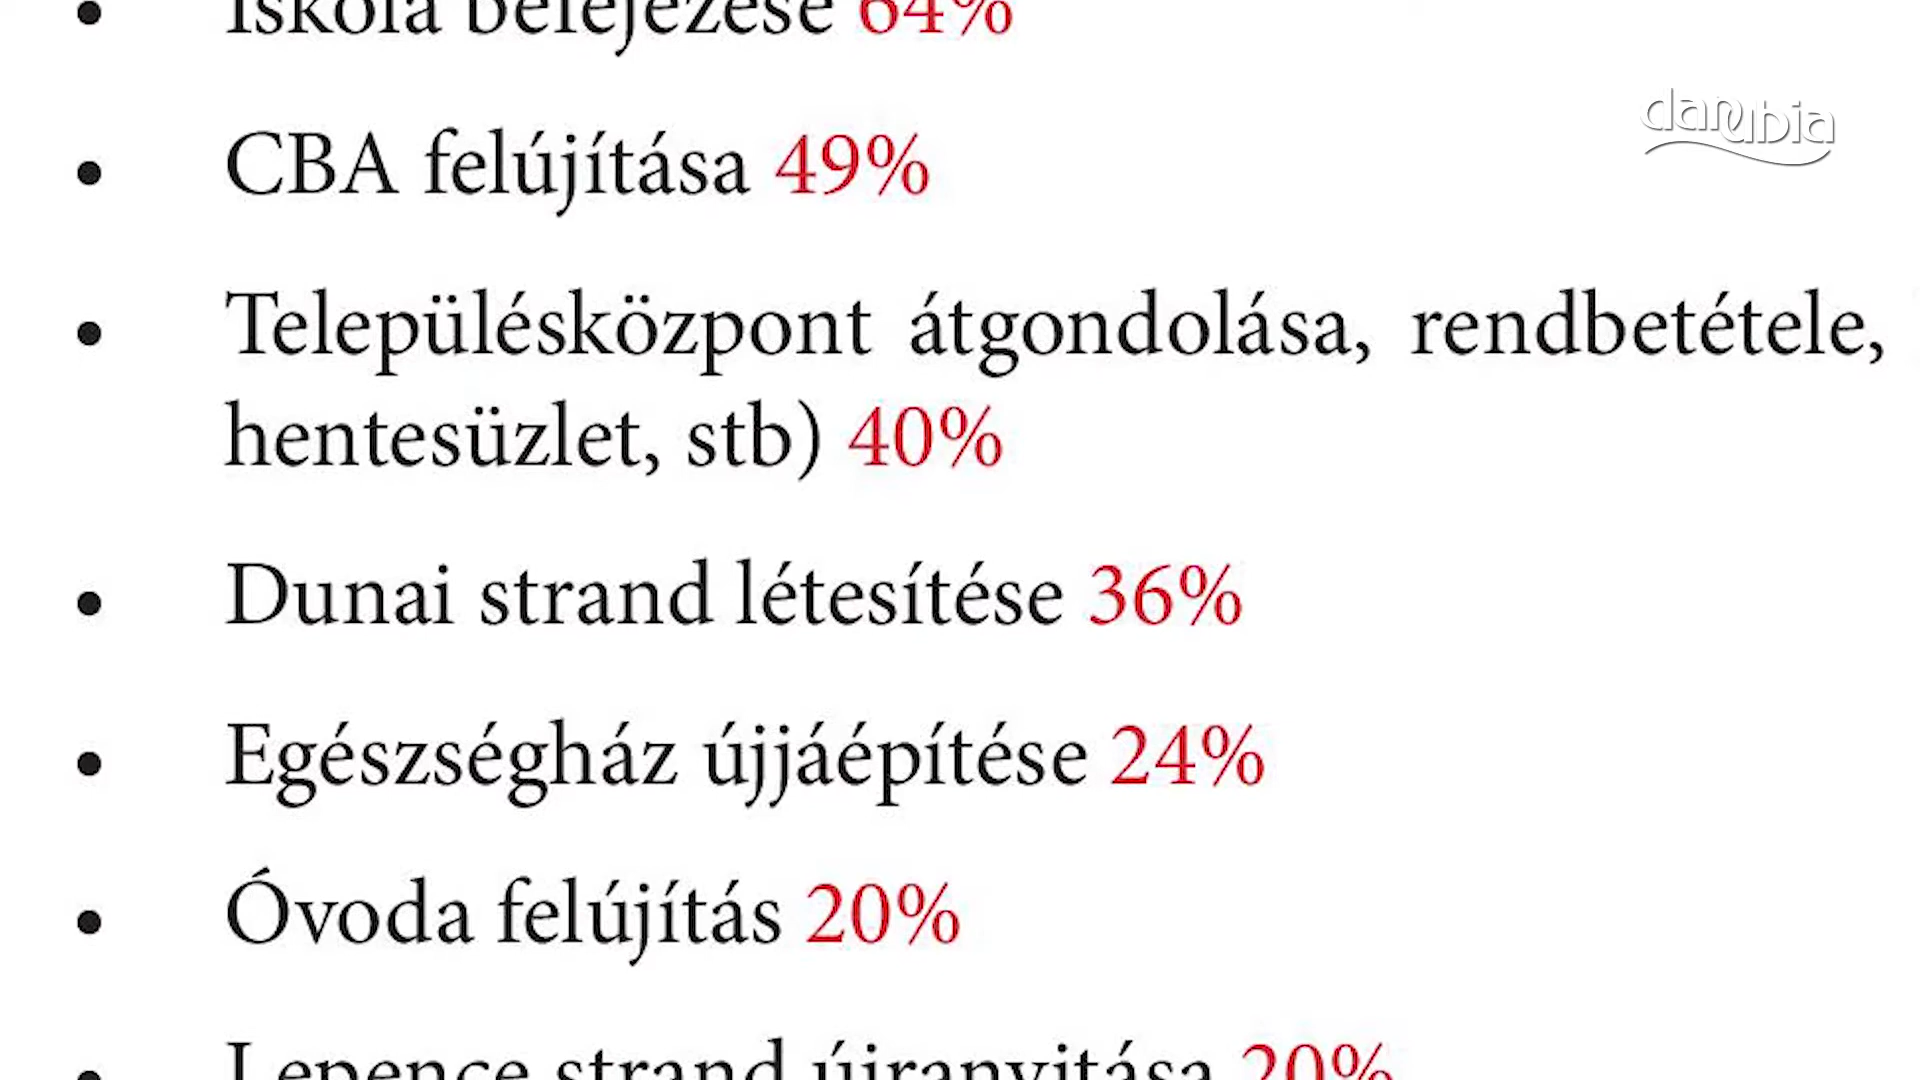 Iskola befejezése 64%
danubia
• CBA felújítása 49%
• Településközpont átgondolása, rendbetétele,
hentesüzlet, stb) 40%
• Dunai strand létesítése 36%
• Egészségház újjáépítése 24%
• Óvoda felújítás 20%
• Lepence strand újranyitása 20%